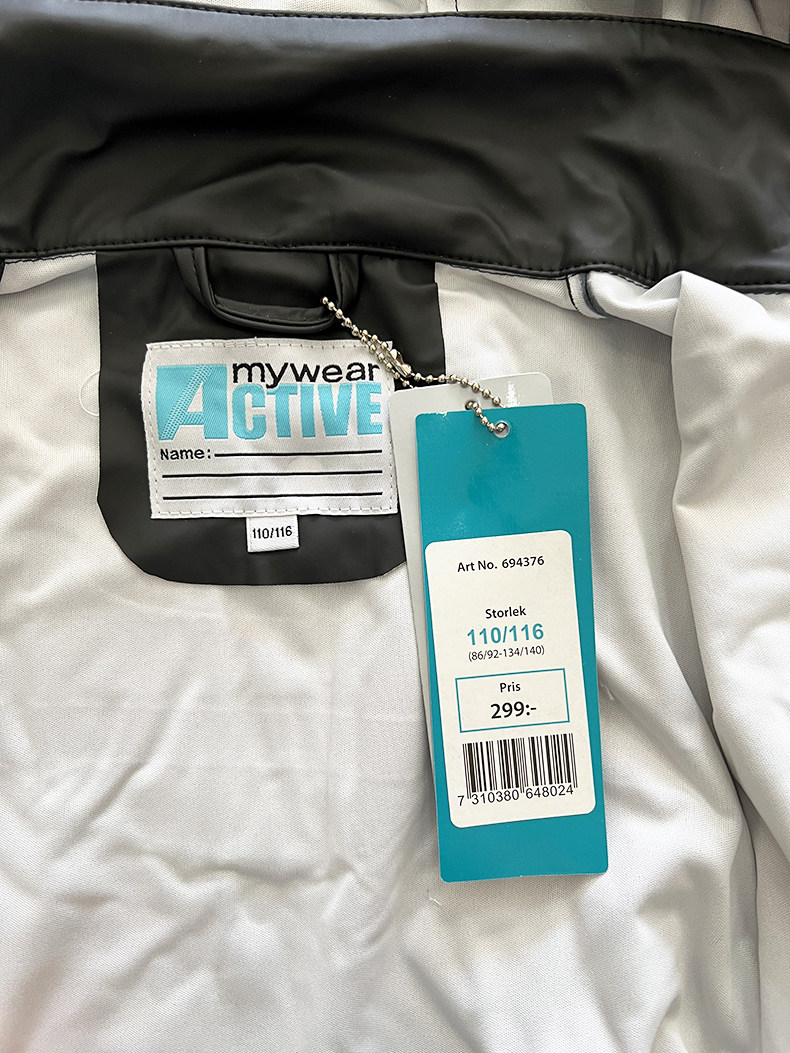 mywear
ACTIVE
Name:
110/116
Art No. 694376
Storlek
110/116
(86/92-134/140)
Pris
299:-
7 310380 648024